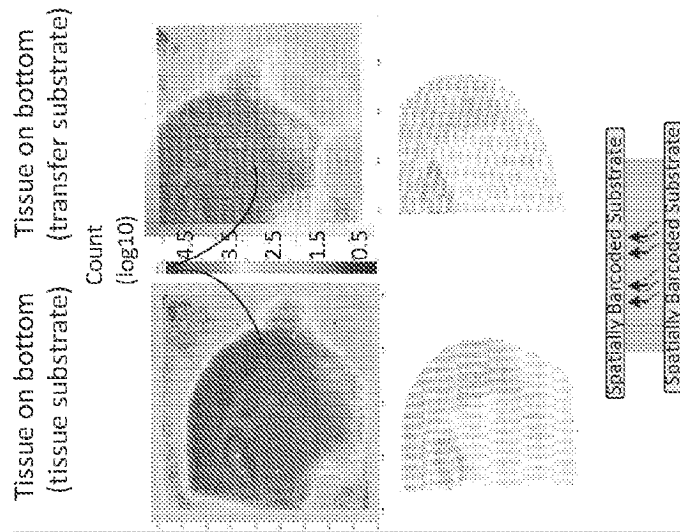 Tissue on bottom
(tissue substrate)
Tissue on bottom
(transfer substrate)
Count
(log10)
4.5
3.5
2.5
1.5
0.5
Spatially Barcoded Substrate
Spatially Barcoded Substrate